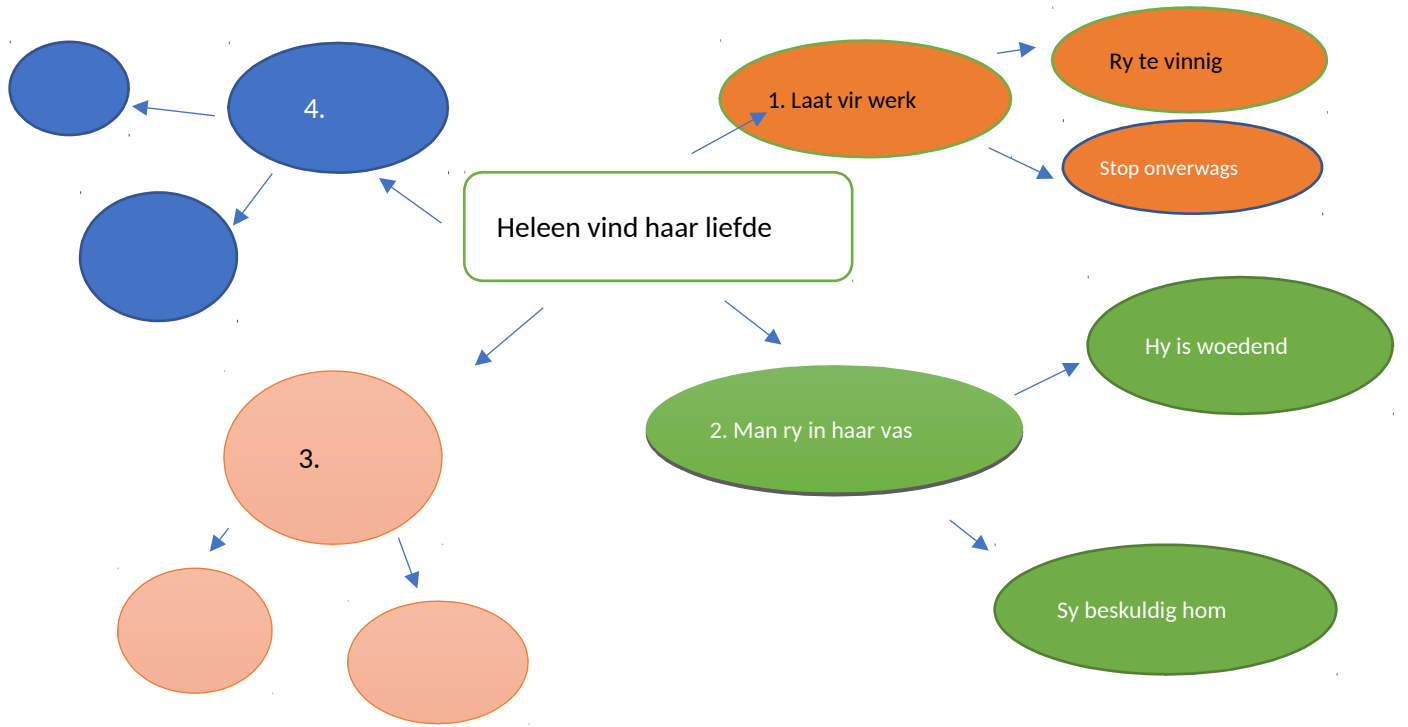 Heleen vind haar liefde
1. Laat vir werk
Ry te vinnig
Stop onverwags
2. Man ry in haar vas
Hy is woedend
Sy beskuldig hom
3.
4.